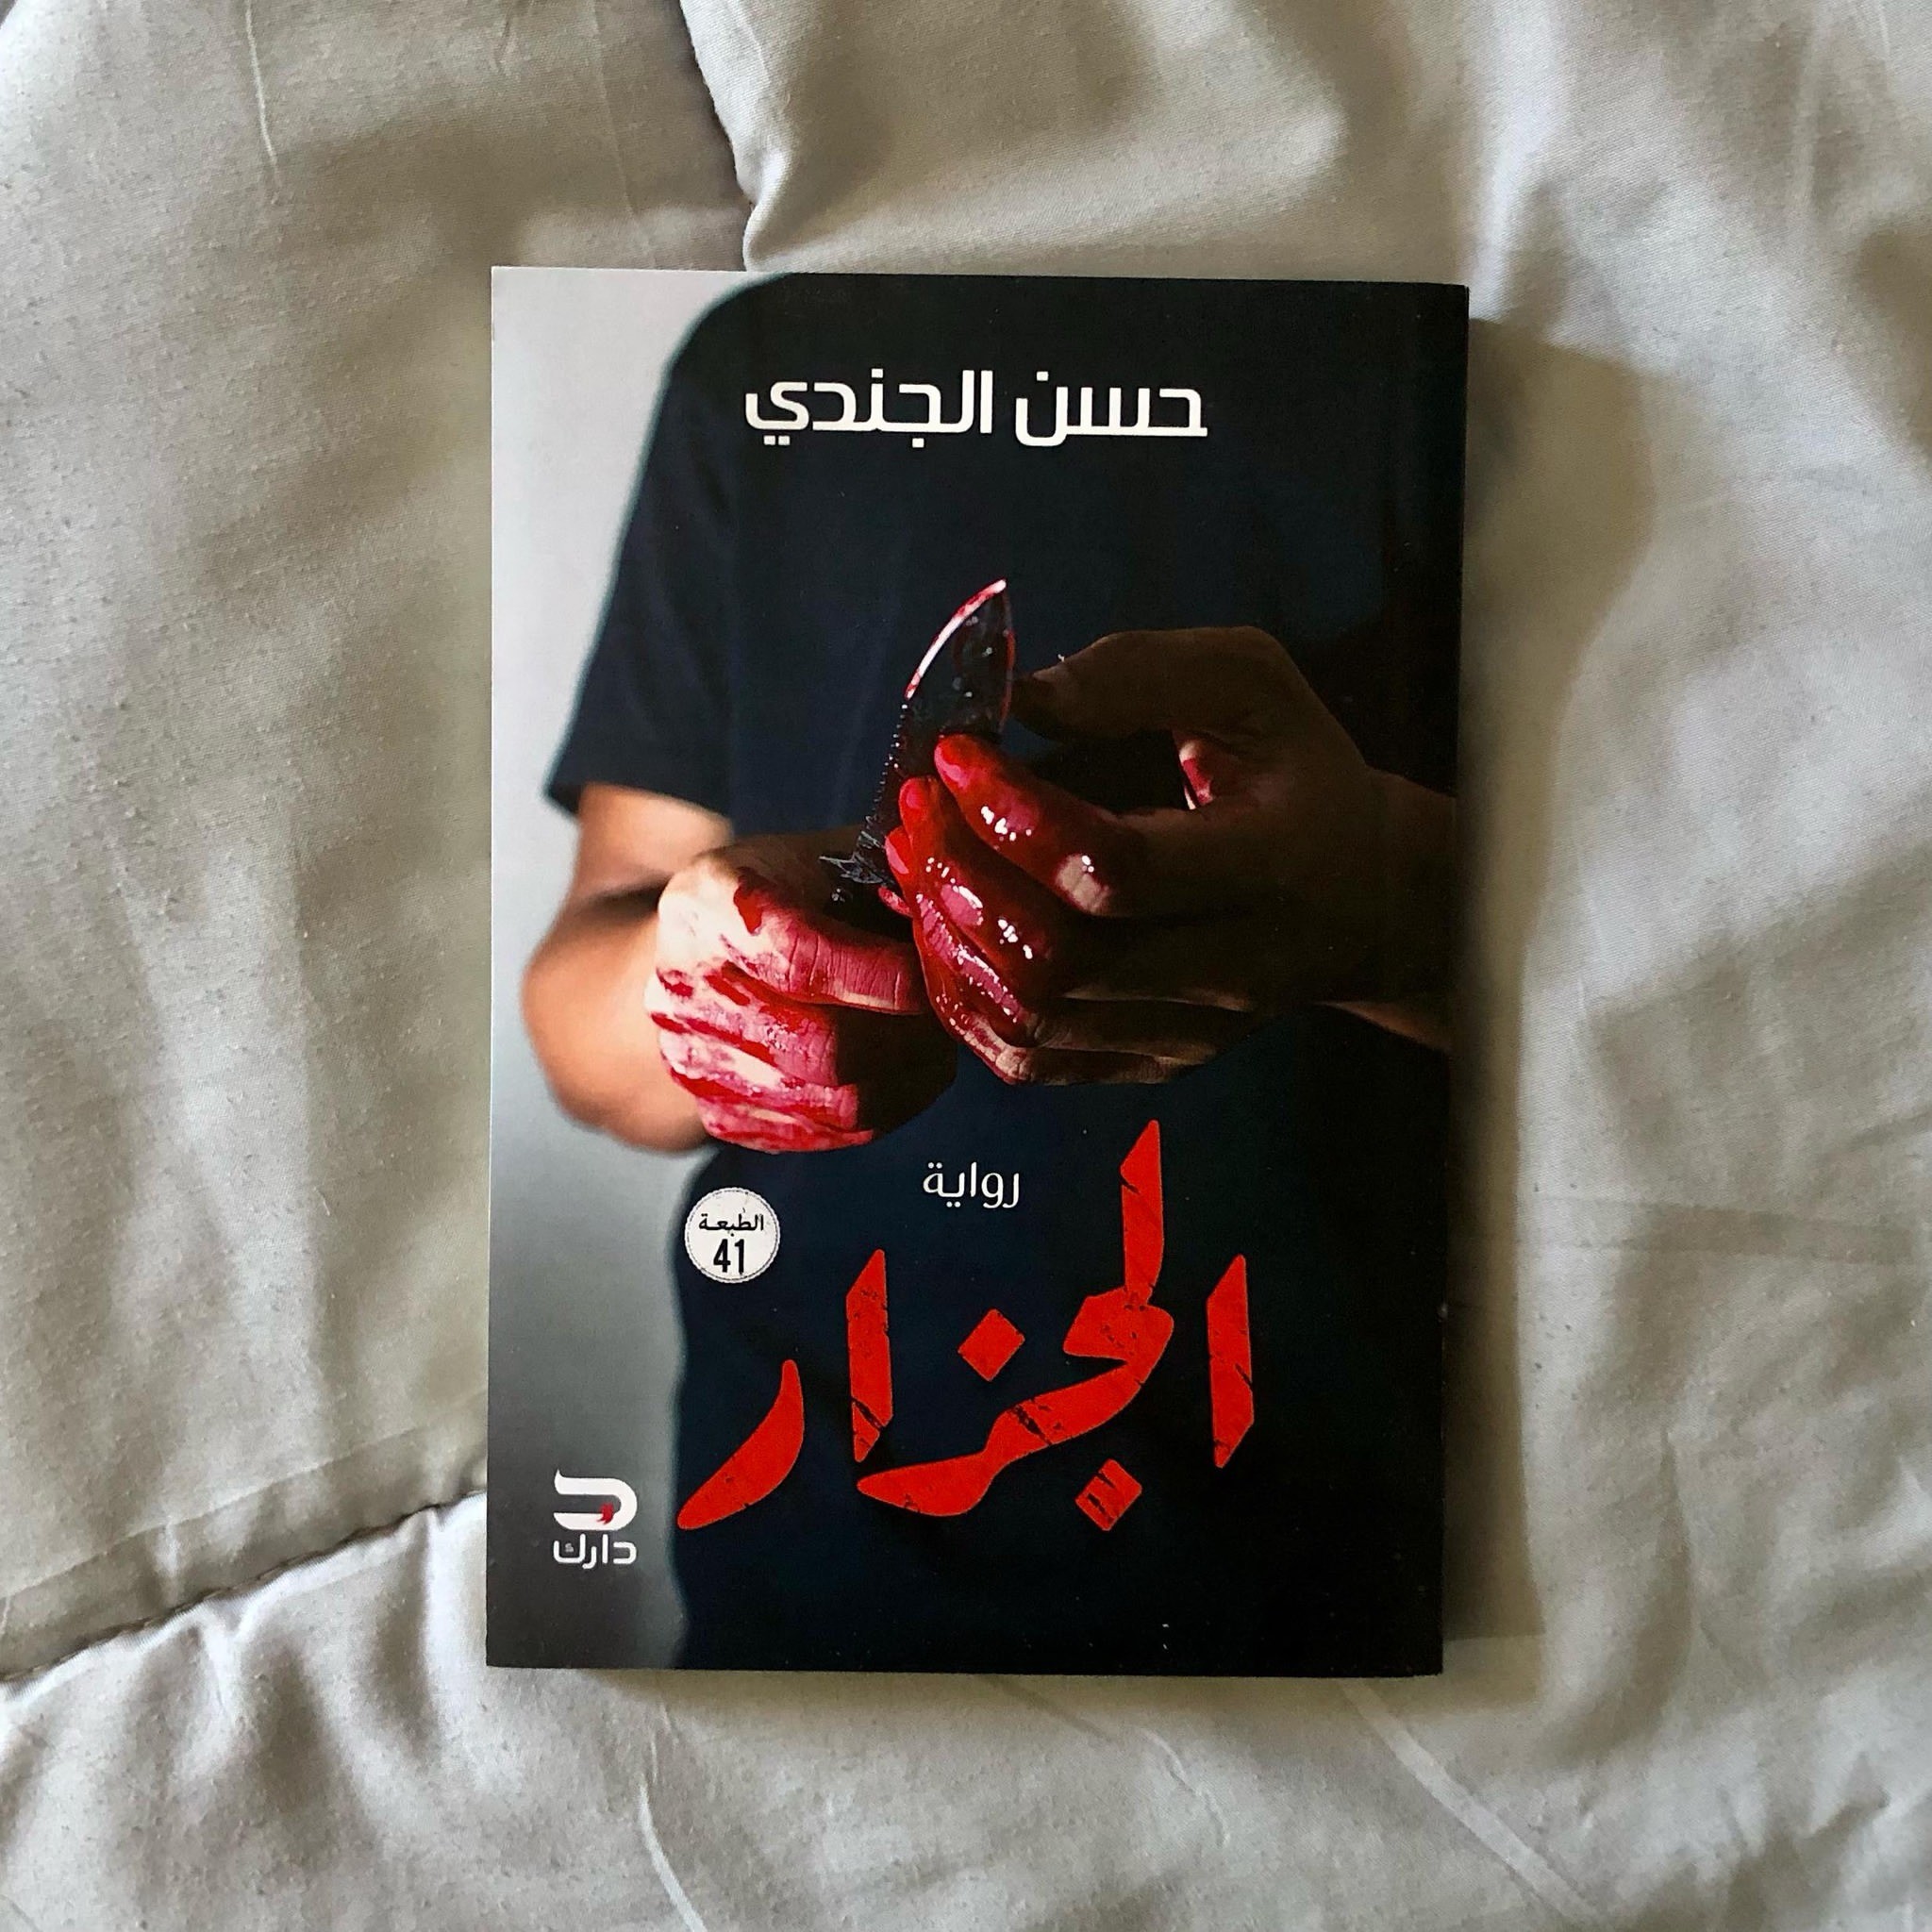 حسن الجندي
رواية
الجزار
الطبعة
41
دارك